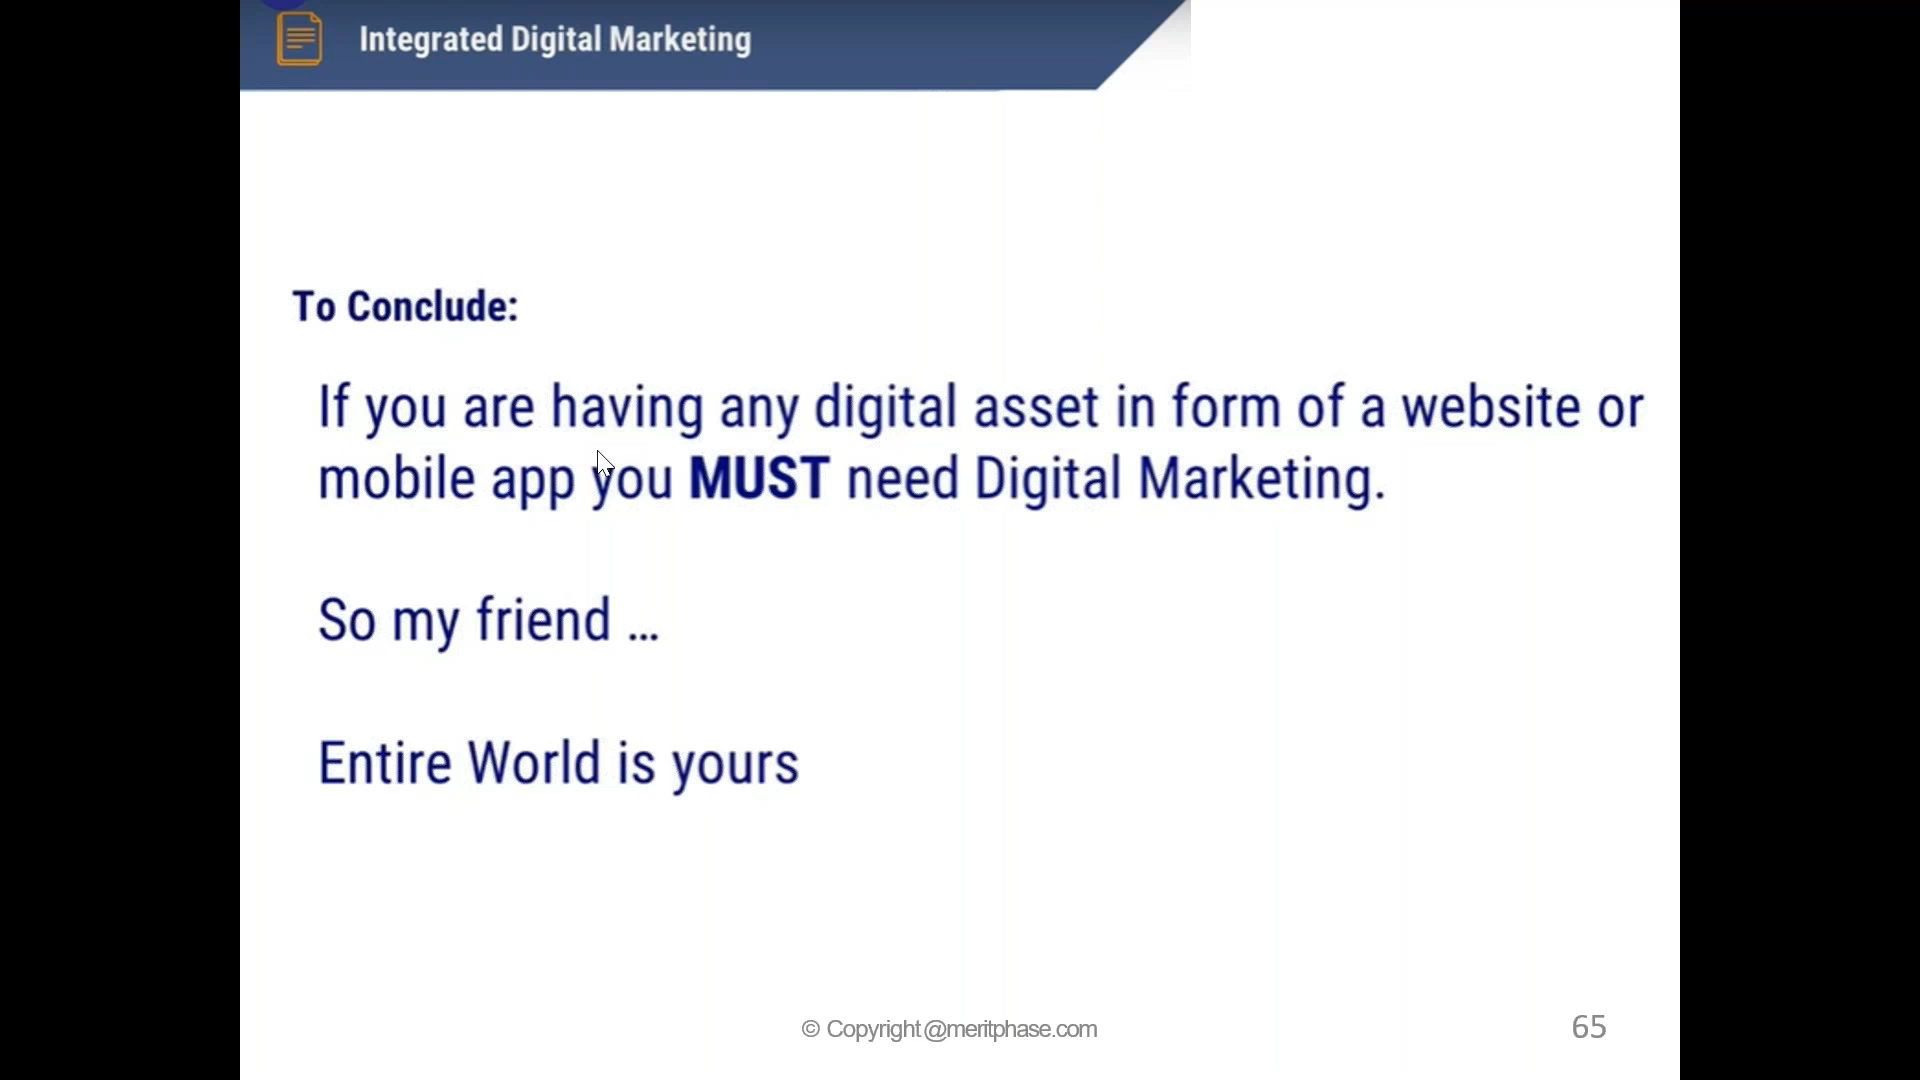 Integrated Digital Marketing
To Conclude:
If you are having any digital asset in form of a website or
mobile app you MUST need Digital Marketing.
So my friend ...
Entire World is yours
© Copyright@meritphase.com
65